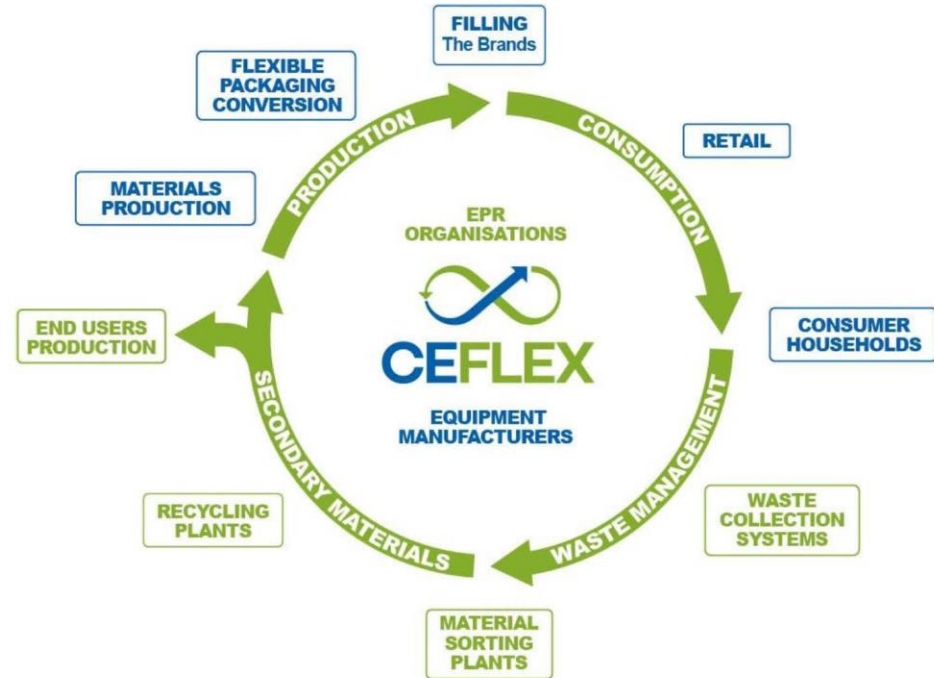 FILLING
The Brands
FLEXIBLE
PACKAGING
CONVERSION
PRODUCTION
CONSUMPTION
RETAIL
MATERIALS
PRODUCTION
EPR
ORGANISATIONS
END USERS
PRODUCTION
CEFLEX
CONSUMER
HOUSEHOLDS
EQUIPMENT
MANUFACTURERS
SECONDARY MATERIALS
WASTE MANAGEMENT
RECYCLING
PLANTS
WASTE
COLLECTION
SYSTEMS
MATERIAL
SORTING
PLANTS